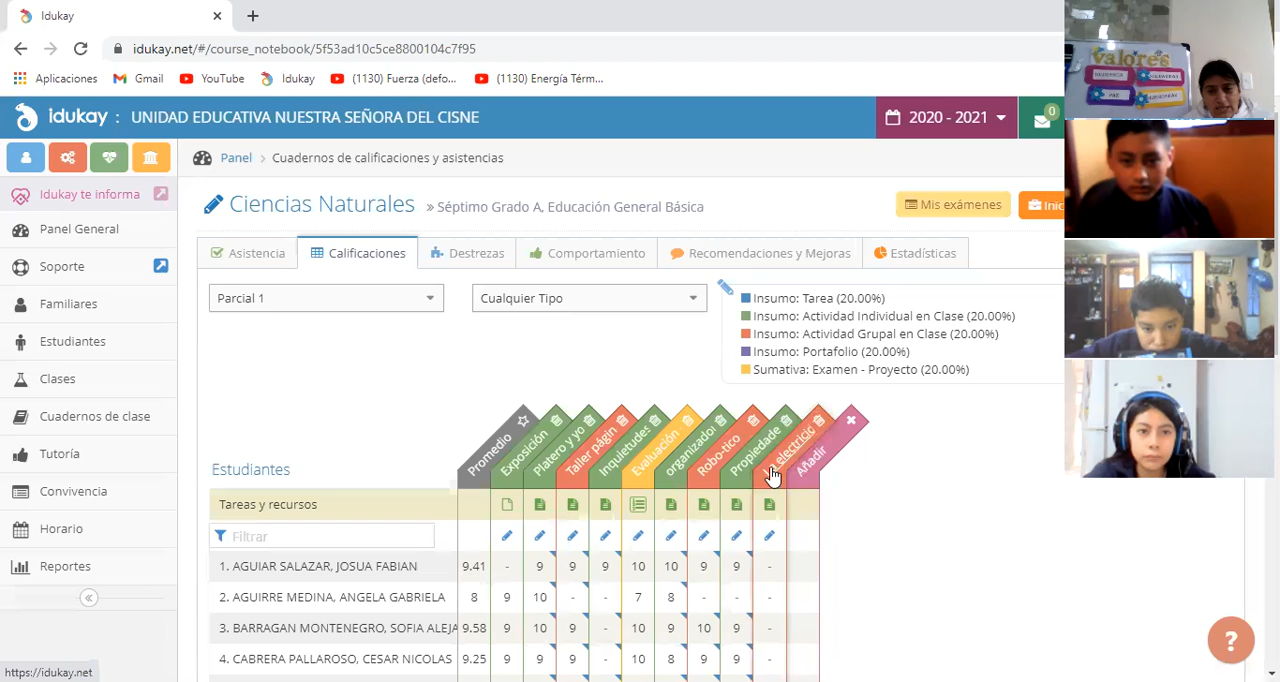 Idukay
idukay.net/#/course_notebook/5f53ad10c5ce8800104c7f95
Aplicaciones Gmail YouTube Idukay (1130) Fuerza (defo... (1130) Energía Térm...
idukay : UNIDAD EDUCATIVA NUESTRA SEÑORA DEL CISNE 2020 - 2021 0
Panel > Cuadernos de calificaciones y asistencias
Idukay te informa
Panel General
Soporte
Familiares
Estudiantes
Clases
Cuadernos de clase
Tutoría
Convivencia
Horario
Reportes
Ciencias Naturales » Séptimo Grado A, Educación General Básica Mis exámenes Inic
Asistencia Calificaciones Destrezas Comportamiento Recomendaciones y Mejoras Estadísticas
Parcial 1 Cualquier Tipo
Insumo: Tarea (20.00%)
Insumo: Actividad Individual en Clase (20.00%)
Insumo: Actividad Grupal en Clase (20.00%)
Insumo: Portafolio (20.00%)
Sumativa: Examen - Proyecto (20.00%)
Estudiantes Promedio Exposición Platero y yo Taller págin Inquietudes Evaluación organizador Robo-tico Propiedade electricic Añadir
Tareas y recursos
Filtrar
1. AGUIAR SALAZAR, JOSUA FABIAN 9.41 - 9 9 9 10 10 9 9 -
2. AGUIRRE MEDINA, ANGELA GABRIELA 8 9 10 - - 7 8 - - -
3. BARRAGAN MONTENEGRO, SOFIA ALEJA 9.58 9 10 9 - 10 9 10 9 -
4. CABRERA PALLAROSO, CESAR NICOLAS 9.25 9 9 9 - 10 8 9 9 -
https://idukay.net
?
valores
PAZ